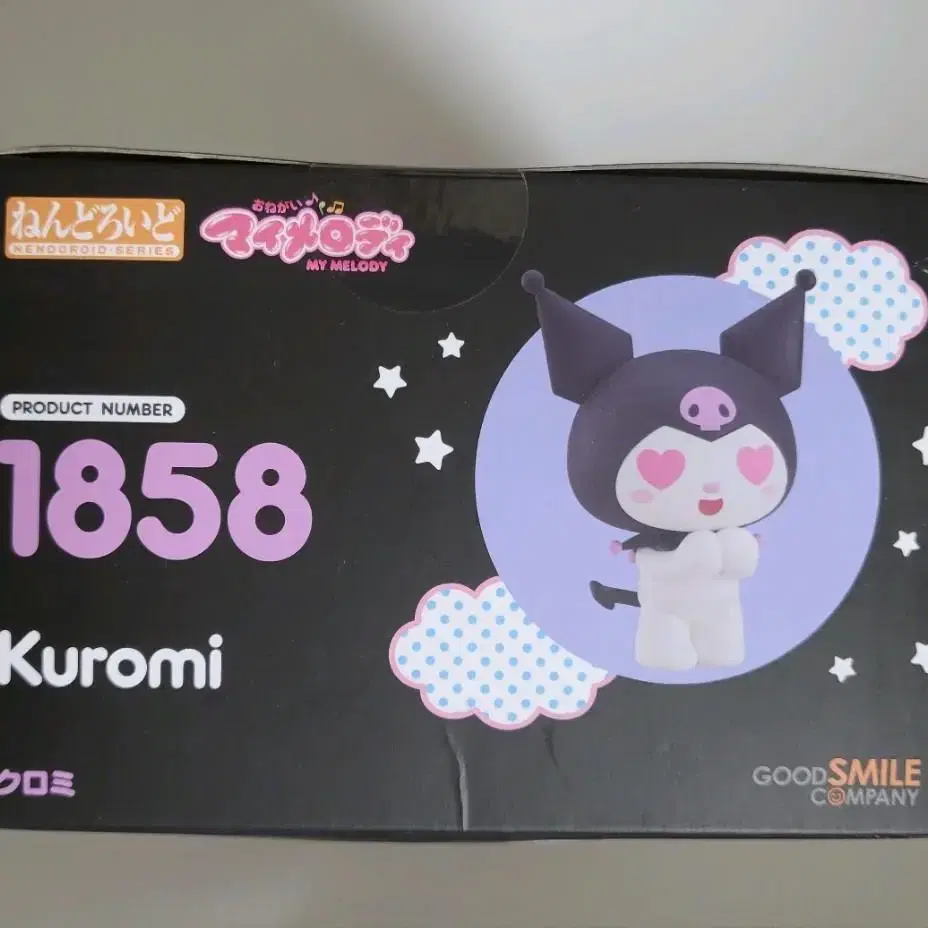 ねんどろいど
NENDOROID·SERIES
おねがい♪
マイメロディ
MY MELODY
PRODUCT NUMBER
1858
Kuromi
クロミ
GOOD SMILE
COMPANY